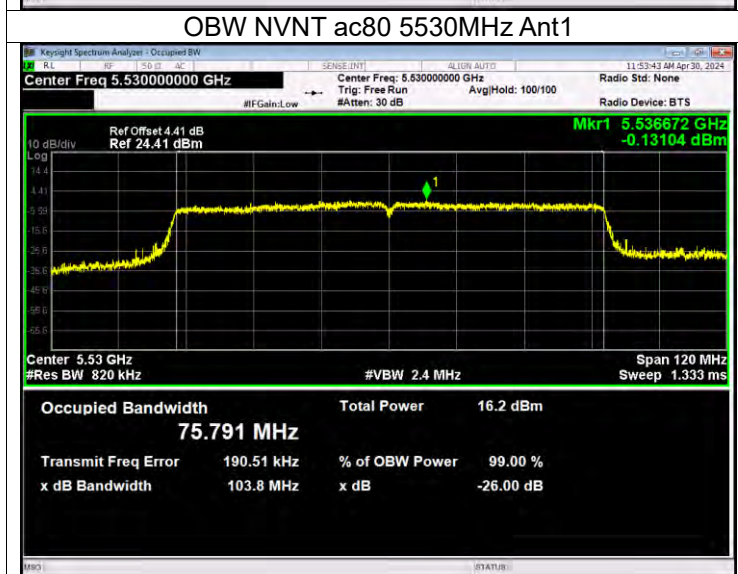 OBW NVNT ac80 5530MHz Ant1
Keysight Spectrum Analyzer - Occupied BW
RL RF 50 Ω AC SENSE:INT ALIGN AUTO 11:53:43 AM Apr 30, 2024
Center Freq 5.530000000 GHz Center Freq: 5.530000000 GHz Radio Std: None
Trig: Free Run Avg|Hold: 100/100
#IFGain:Low #Atten: 30 dB Radio Device: BTS
Mkr1 5.536672 GHz
-0.13104 dBm
Ref Offset 4.41 dB
10 dB/div Ref 24.41 dBm
Log
14.4
4.41
-5.59
-15.6
-25.6
-35.6
-45.6
-55.6
-65.6
1
Center 5.53 GHz Span 120 MHz
#Res BW 820 kHz #VBW 2.4 MHz Sweep 1.333 ms
Occupied Bandwidth Total Power 16.2 dBm
75.791 MHz
Transmit Freq Error 190.51 kHz % of OBW Power 99.00 %
x dB Bandwidth 103.8 MHz x dB -26.00 dB
MSG STATUS